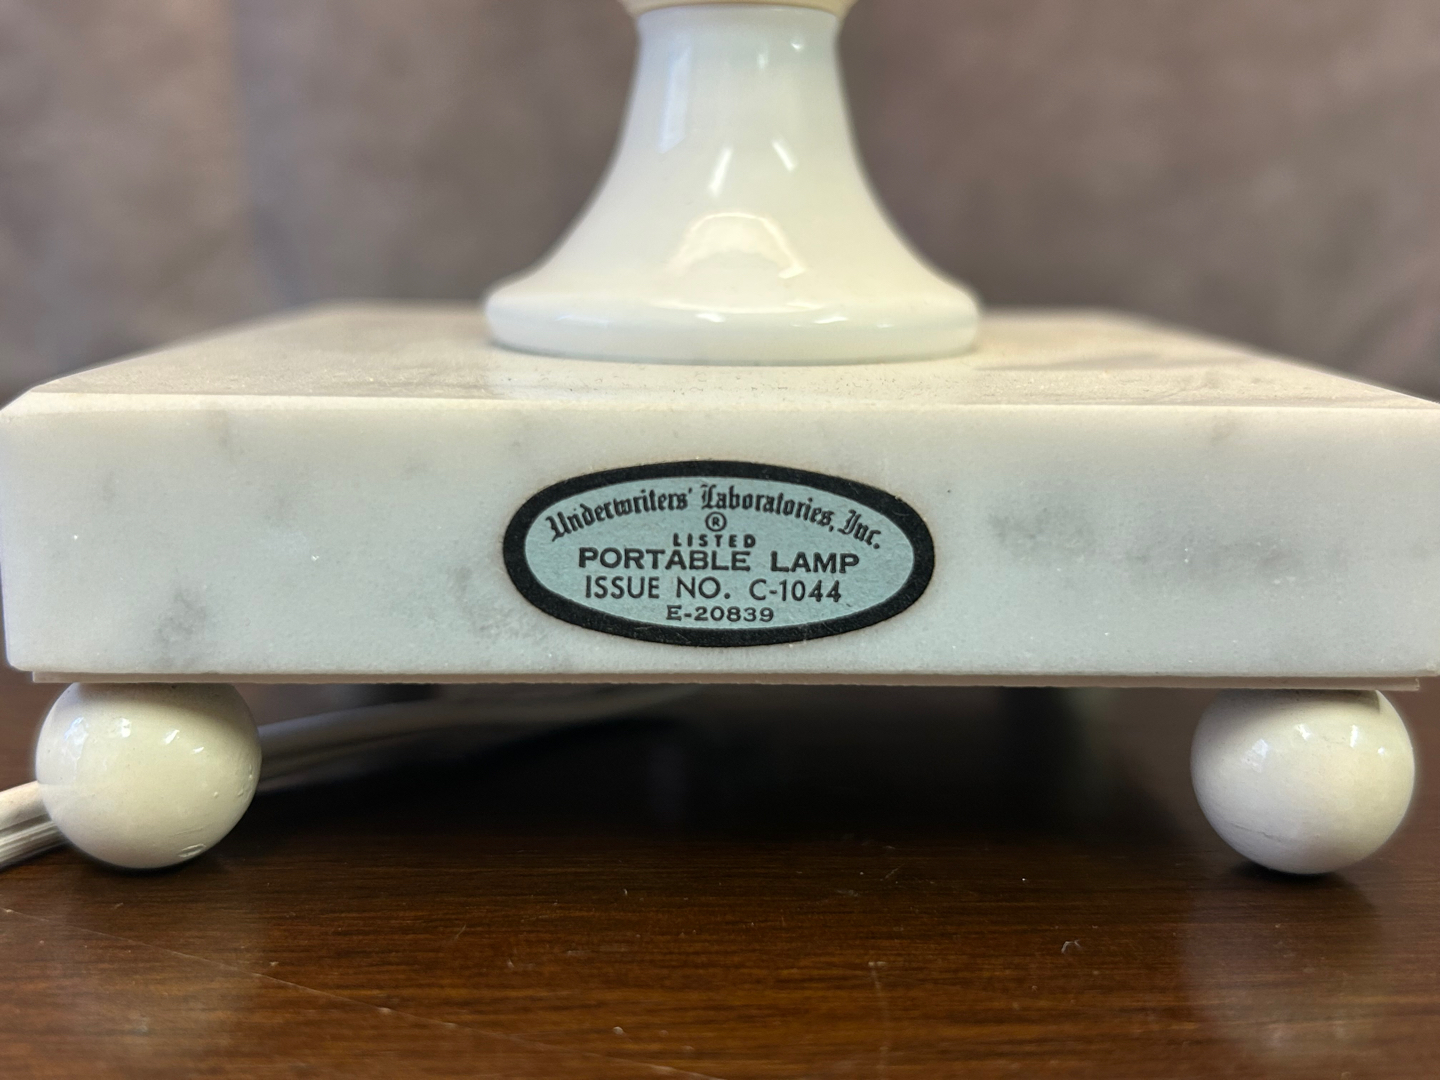 Underwriters' Laboratories, Inc.
®
LISTED
PORTABLE LAMP
ISSUE NO. C-1044
E-20839